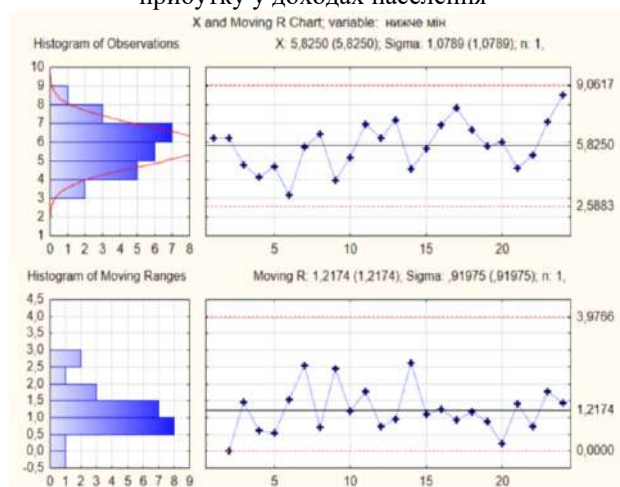 прибутку у доходах населення
X and Moving R Chart; variable: нижче мін
Histogram of Observations
X: 5,8250 (5,8250); Sigma: 1,0789 (1,0789); n: 1,
10
9
8
7
6
5
4
3
2
1
0 1 2 3 4 5 6 7 8
5 10 15 20
9,0617
5,8250
2,5883
Histogram of Moving Ranges
Moving R: 1,2174 (1,2174); Sigma: ,91975 (,91975); n: 1,
4,5
4,0
3,5
3,0
2,5
2,0
1,5
1,0
0,5
0,0
-0,5
0 1 2 3 4 5 6 7 8 9
5 10 15 20
3,9766
1,2174
0,0000